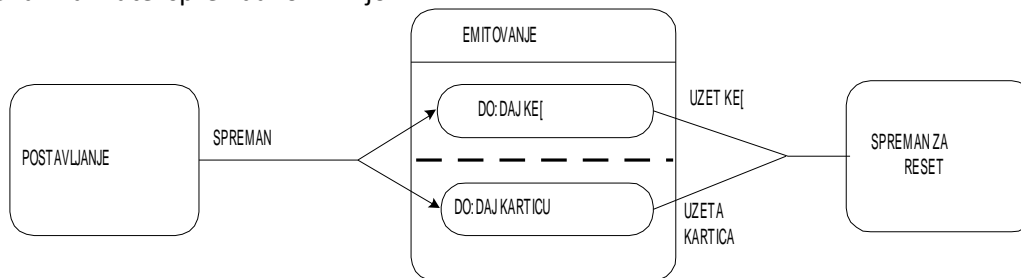 EMITOVANJE
DO: DAJ KE[
UZET KE[
SPREMAN
POSTAVLJANJE
SPREMAN ZA
RESET
DO: DAJ KARTICU
UZETA
KARTICA